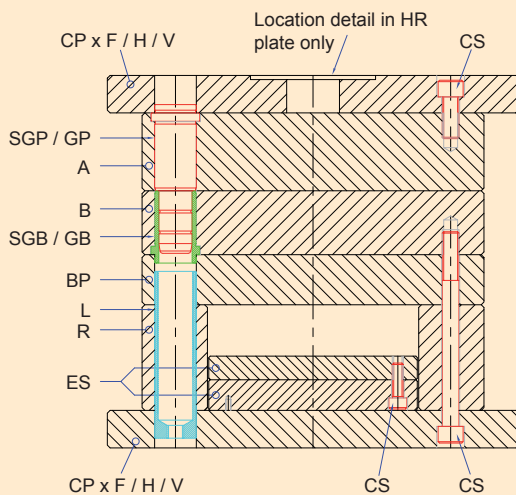 Location detail in HR
plate only
CP x F / H / V
CS
SGP / GP
A
B
SGB / GB
BP
L
R
ES
CP x F / H / V
CS
CS